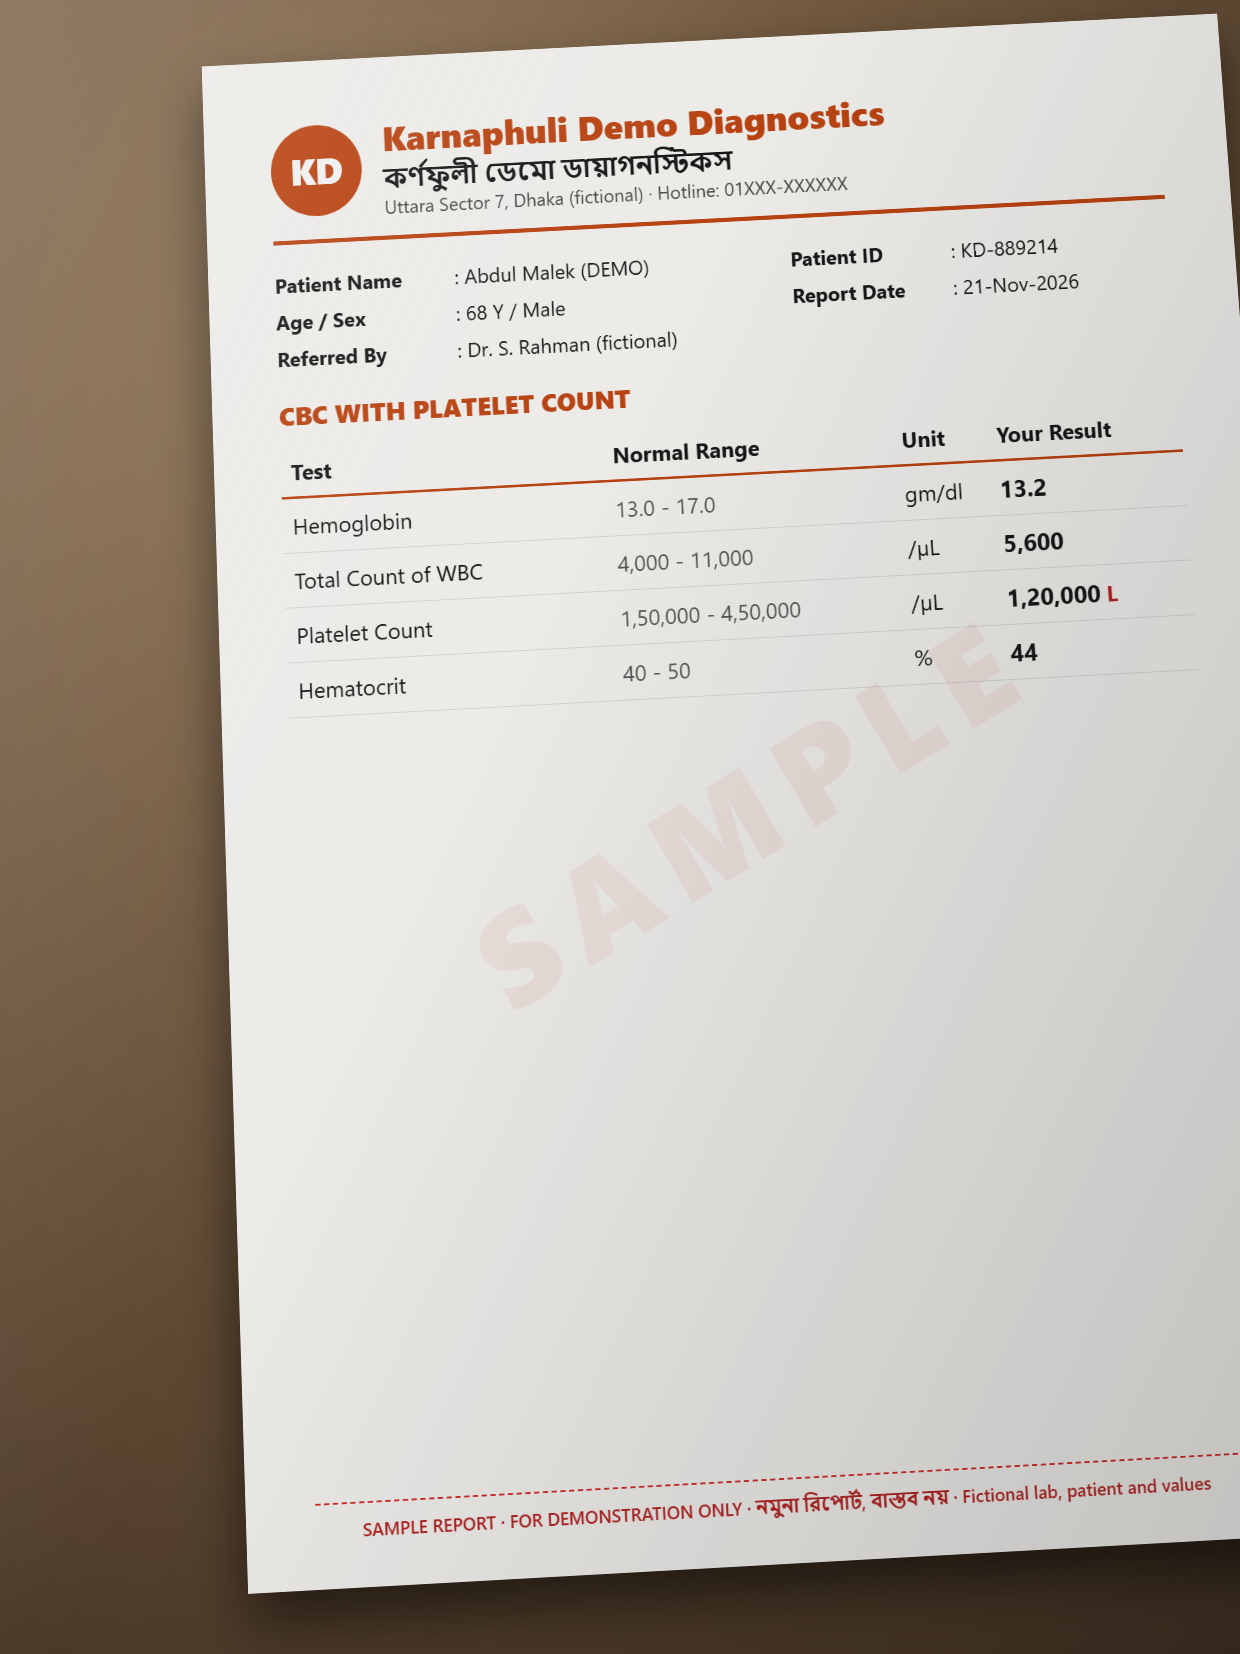 KD
Karnaphuli Demo Diagnostics
কর্ণফুলী ডেমো ডায়াগনস্টিকস
Uttara Sector 7, Dhaka (fictional) · Hotline: 01XXX-XXXXXX
Patient Name : Abdul Malek (DEMO) Patient ID : KD-889214
Age / Sex : 68 Y / Male Report Date : 21-Nov-2026
Referred By : Dr. S. Rahman (fictional)
CBC WITH PLATELET COUNT
Test Normal Range Unit Your Result
Hemoglobin 13.0 - 17.0 gm/dl 13.2
Total Count of WBC 4,000 - 11,000 /µL 5,600
Platelet Count 1,50,000 - 4,50,000 /µL 1,20,000 L
Hematocrit 40 - 50 % 44
SAMPLE
SAMPLE REPORT · FOR DEMONSTRATION ONLY · নমুনা রিপোর্ট, বাস্তব নয় · Fictional lab, patient and values